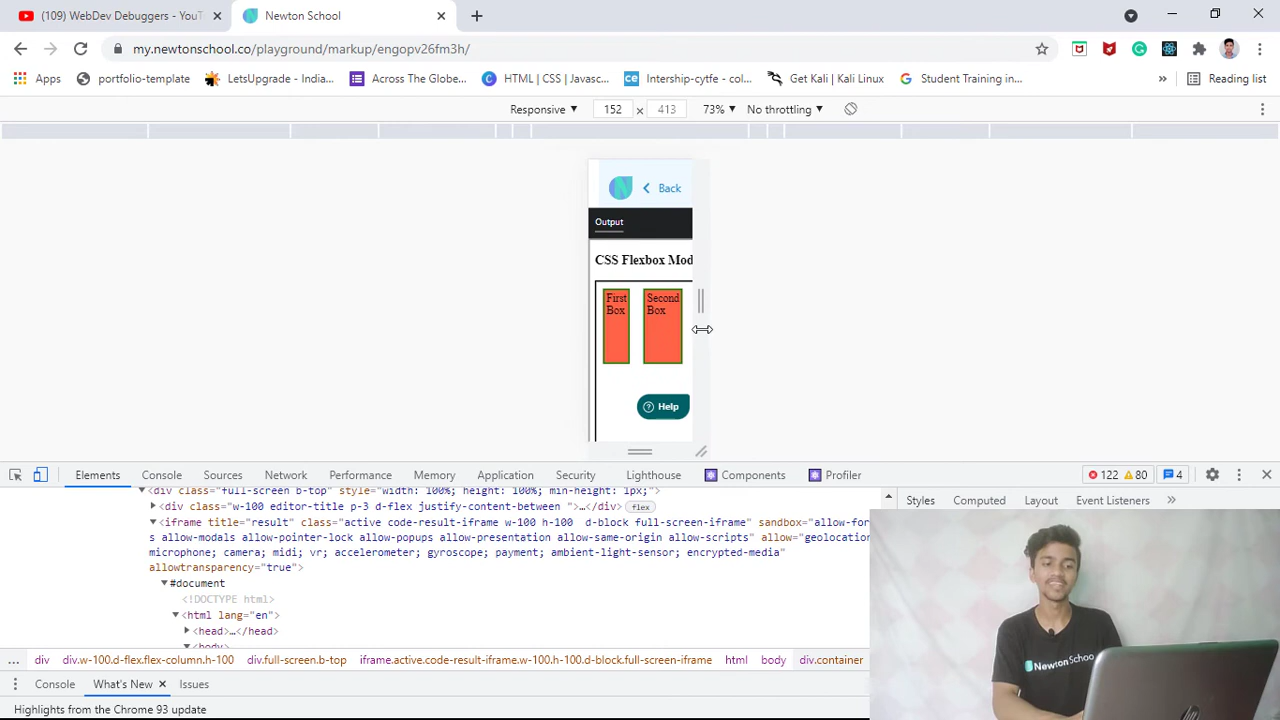 (109) WebDev Debuggers - YouT
Newton School
my.newtonschool.co/playground/markup/engopv26fm3h/
Apps
portfolio-template
LetsUpgrade - India...
Across The Globe...
HTML | CSS | Javasc...
Intership-cytfe - col...
Get Kali | Kali Linux
Student Training in...
»
Reading list
Responsive
152
x
413
73%
No throttling
Back
Output
CSS Flexbox Mod
First
Box
Second
Box
Help
Elements
Console
Sources
Network
Performance
Memory
Application
Security
Lighthouse
Components
Profiler
122
80
4
<div class="full-screen b-top" style="width: 100%; height: 100%; min-height: 1px;">
<div class="w-100 editor-title p-3 d-flex justify-content-between ">…</div>
flex
<iframe title="result" class="active code-result-iframe w-100 h-100  d-block full-screen-iframe" sandbox="allow-for
s allow-modals allow-pointer-lock allow-popups allow-presentation allow-same-origin allow-scripts" allow="geolocation
microphone; camera; midi; vr; accelerometer; gyroscope; payment; ambient-light-sensor; encrypted-media"
allowtransparency="true">
#document
<!DOCTYPE html>
<html lang="en">
<head>…</head>
<body>
Styles
Computed
Layout
Event Listeners
»
Newton School
...
div
div.w-100.d-flex.flex-column.h-100
div.full-screen.b-top
iframe.active.code-result-iframe.w-100.h-100.d-block.full-screen-iframe
html
body
div.container
Console
What's New
Issues
Highlights from the Chrome 93 update